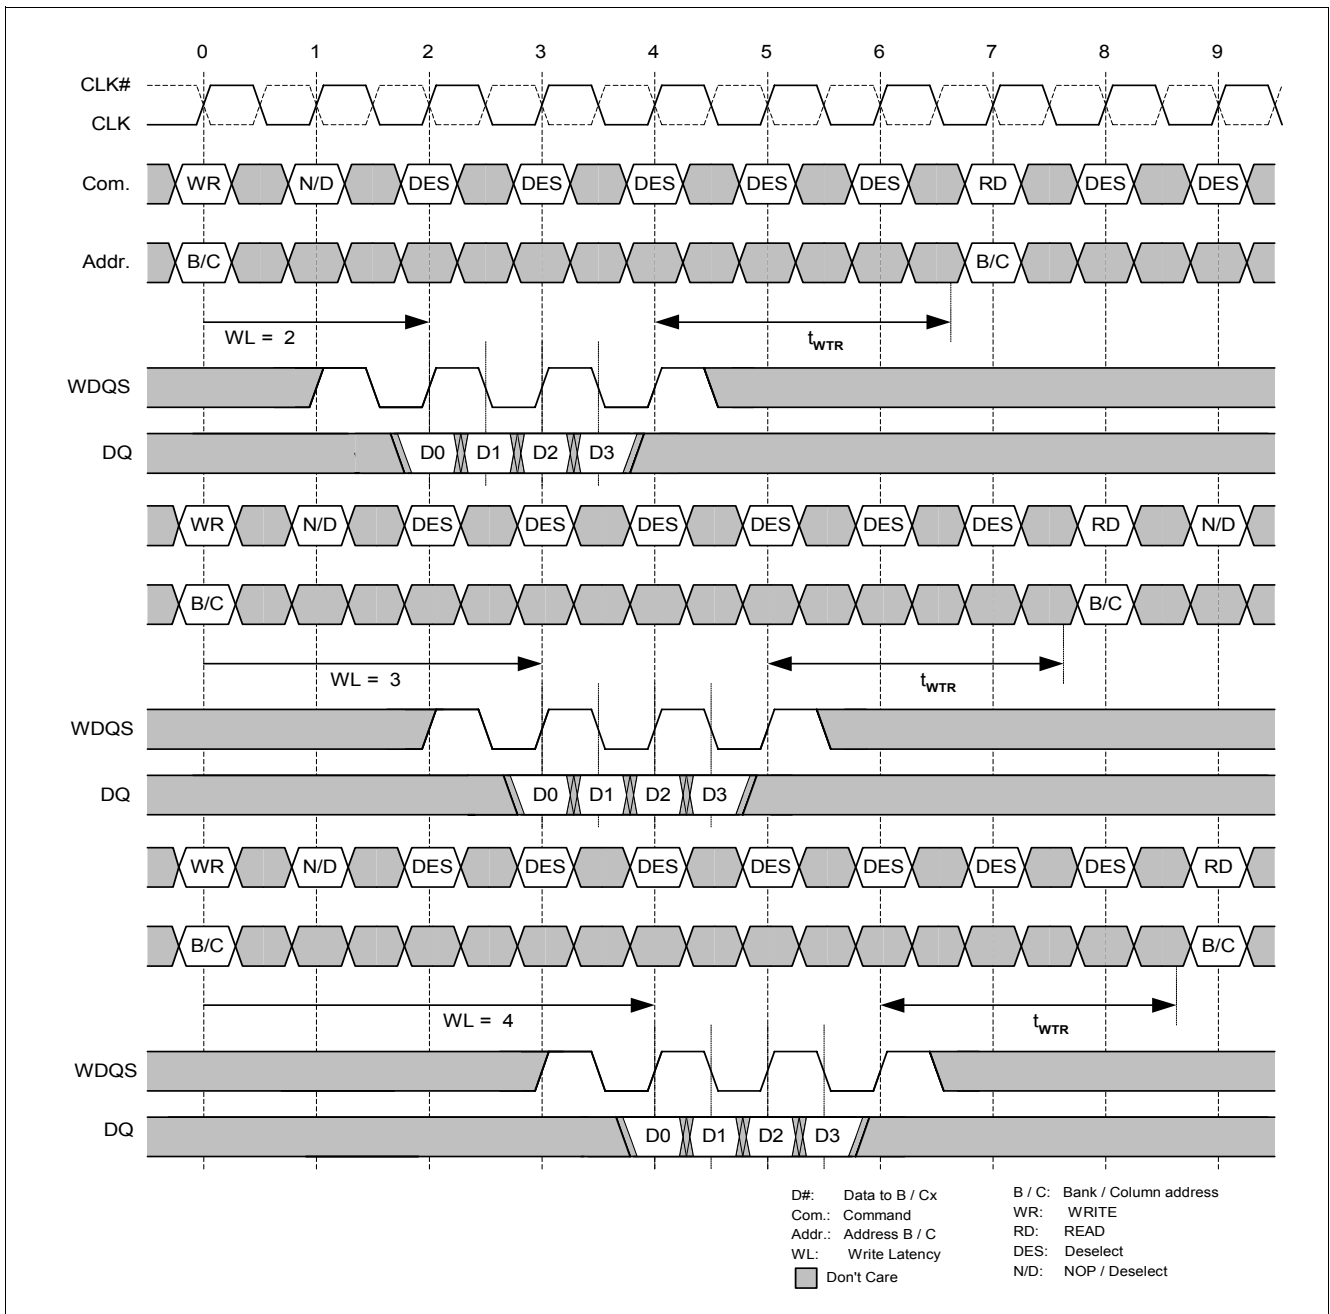 0 1 2 3 4 5 6 7 8 9
CLK#
CLK
Com. WR N/D DES DES DES DES DES RD DES DES
Addr. B/C B/C
WL = 2 tWTR
WDQS
DQ D0 D1 D2 D3
WR N/D DES DES DES DES DES DES RD N/D
B/C B/C
WL = 3 tWTR
WDQS
DQ D0 D1 D2 D3
WR N/D DES DES DES DES DES DES DES RD
B/C B/C
WL = 4 tWTR
WDQS
DQ D0 D1 D2 D3
D#: Data to B / Cx
Com.: Command
Addr.: Address B / C
WL: Write Latency
Don't Care
B / C: Bank / Column address
WR: WRITE
RD: READ
DES: Deselect
N/D: NOP / Deselect